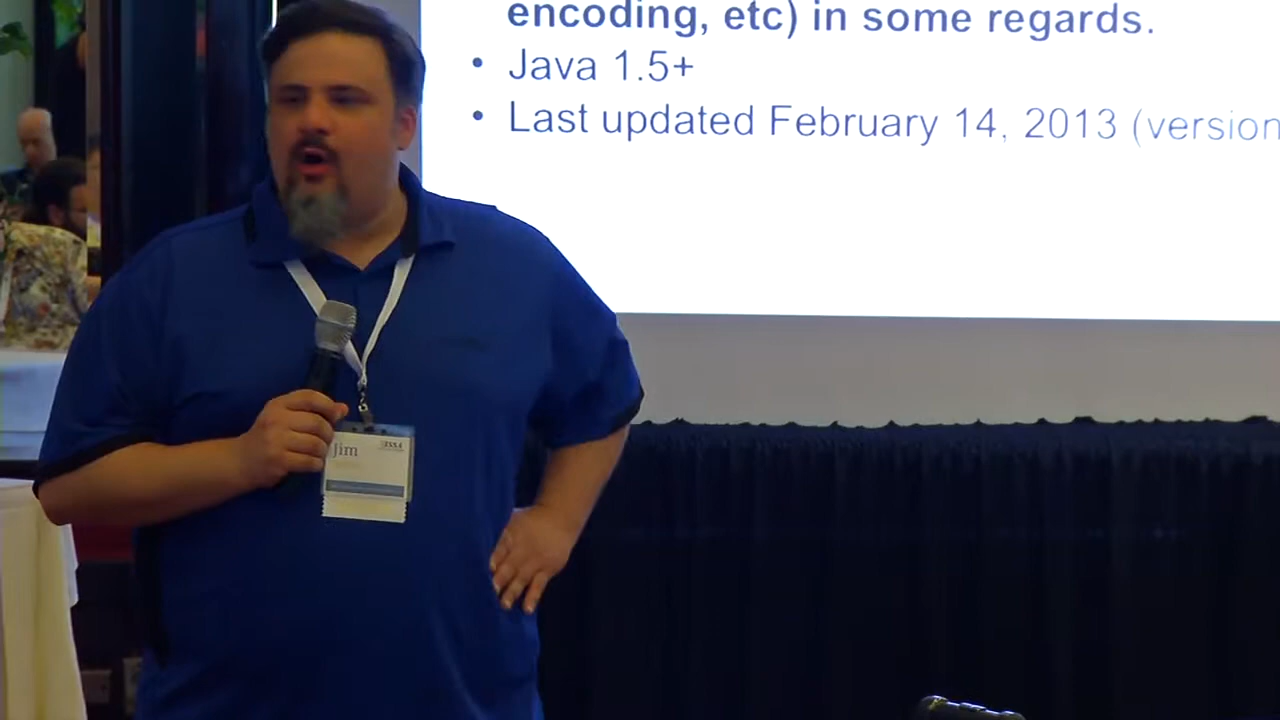 encoding, etc) in some regards.
• Java 1.5+
• Last updated February 14, 2013 (version
Jim